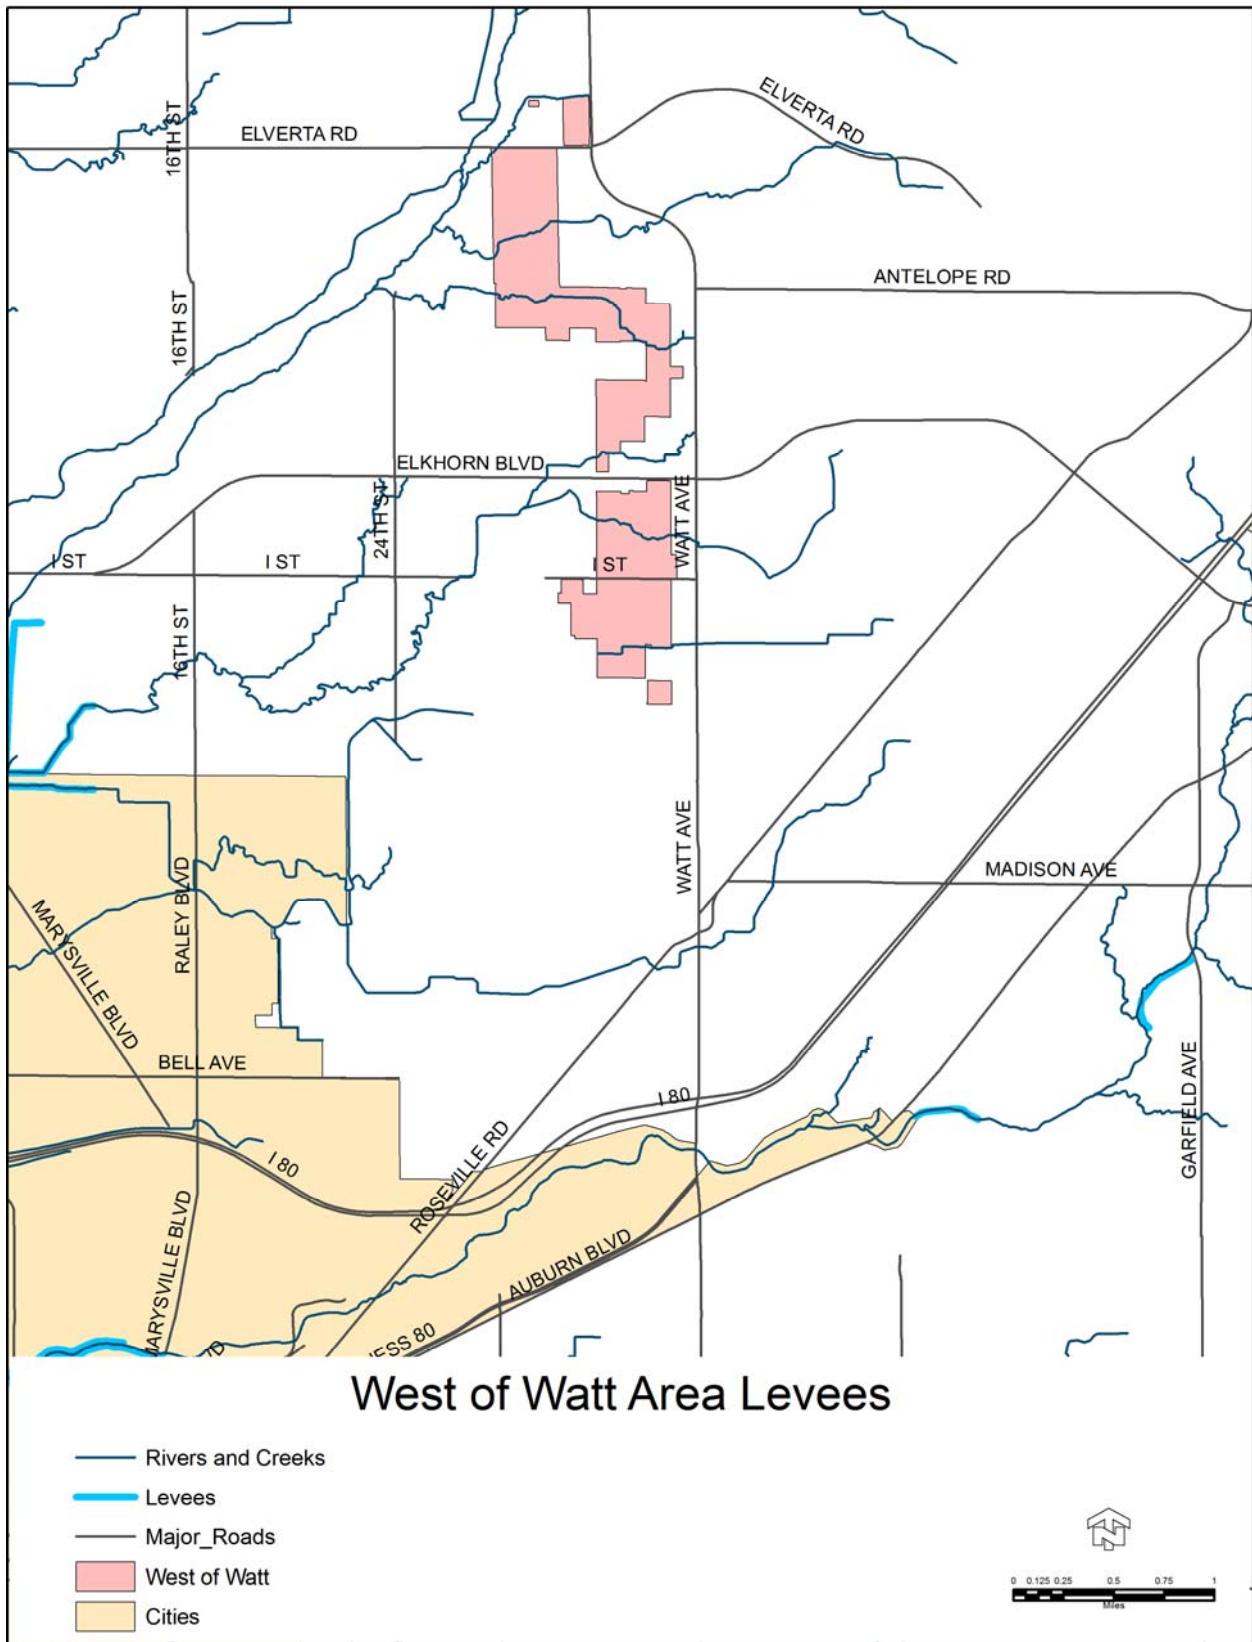 ELVERTA RD
16TH ST
ELVERTA RD
ANTELOPE RD
16TH ST
ELKHORN BLVD
24TH ST
WATT AVE
I ST
I ST
I ST
16TH ST
WATT AVE
MADISON AVE
RALEY BLVD
MARYSVILLE BLVD
BELL AVE
I 80
GARFIELD AVE
I 80
ROSEVILLE RD
MARYSVILLE BLVD
AUBURN BLVD
NESS 80
West of Watt Area Levees
Rivers and Creeks
Levees
Major_Roads
West of Watt
Cities
N
0 0.125 0.25 0.5 0.75 1
Miles